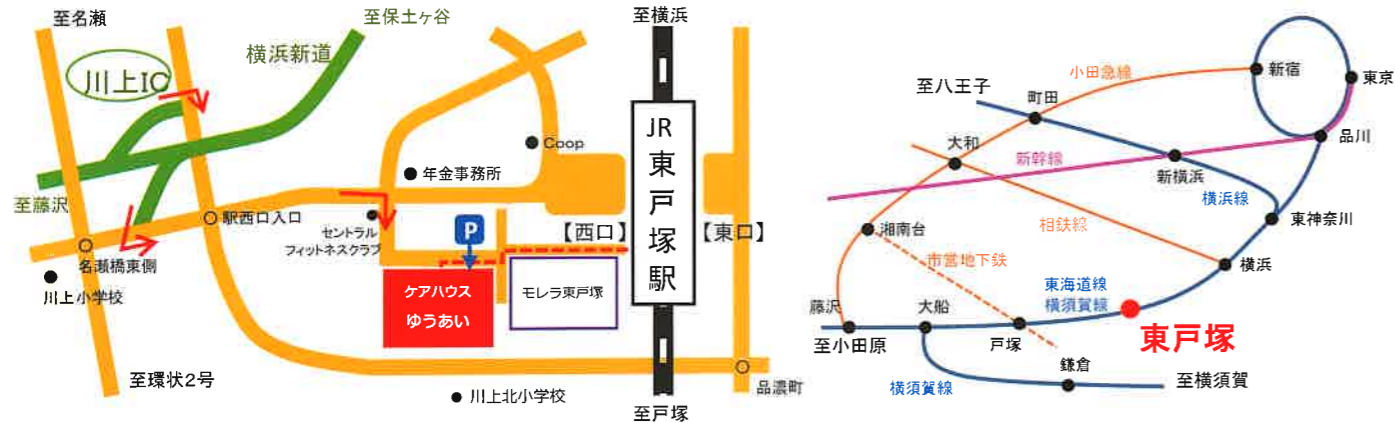 至名瀬
至保土ヶ谷
至横浜
横浜新道
川上IC
Coop
年金事務所
至藤沢
駅西口入口
セントラル
フィットネスクラブ
P
【西口】
JR東戸塚駅
【東口】
名瀬橋東側
川上小学校
ケアハウス
ゆうあい
モレラ東戸塚
至環状2号
川上北小学校
品濃町
至戸塚
小田急線
新宿
東京
至八王子
町田
品川
大和
新幹線
新横浜
横浜線
東神奈川
湘南台
相鉄線
市営地下鉄
横浜
東海道線
横須賀線
藤沢
大船
至小田原
戸塚
東戸塚
鎌倉
横須賀線
至横須賀